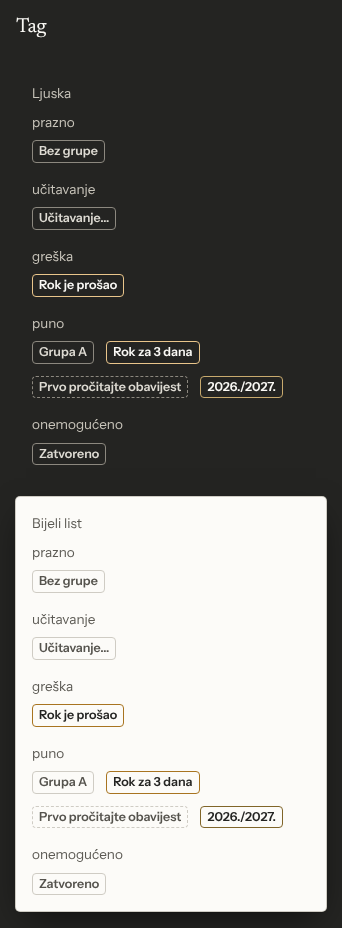 Tag
Ljuska
prazno
Bez grupe
učitavanje
Učitavanje…
greška
Rok je prošao
puno
Grupa A Rok za 3 dana
Prvo pročitajte obavijest 2026./2027.
onemogućeno
Zatvoreno
Bijeli list
prazno
Bez grupe
učitavanje
Učitavanje…
greška
Rok je prošao
puno
Grupa A Rok za 3 dana
Prvo pročitajte obavijest 2026./2027.
onemogućeno
Zatvoreno